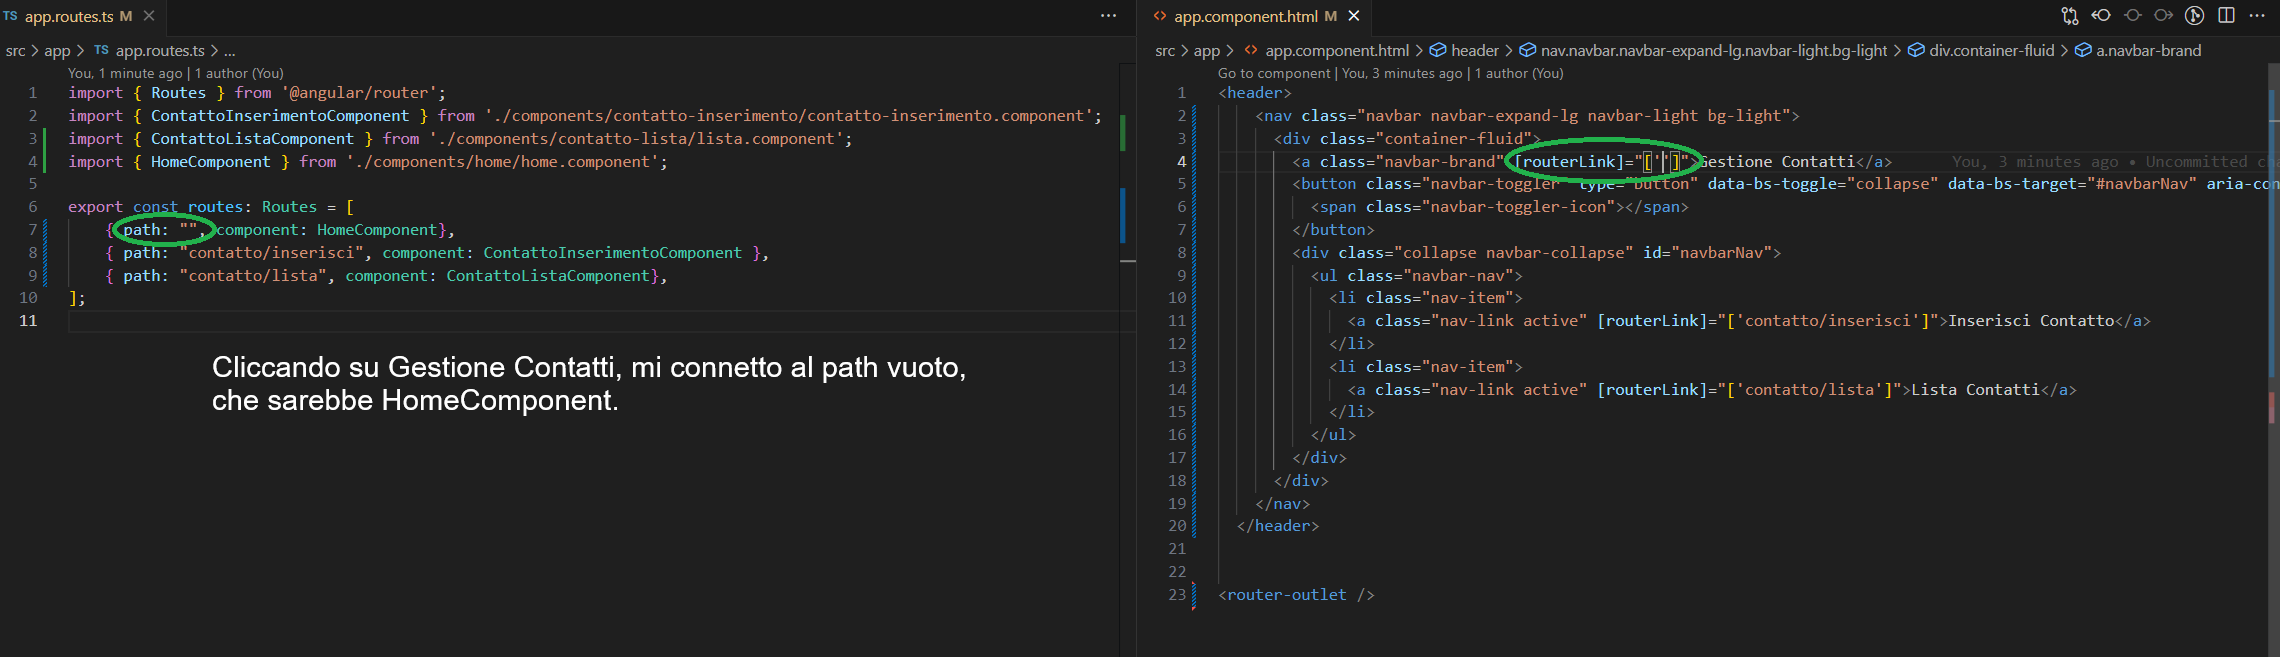 TS app.routes.ts M
src > app > TS app.routes.ts > ...
You, 1 minute ago | 1 author (You)
1 import { Routes } from '@angular/router';
2 import { ContattoInserimentoComponent } from './components/contatto-inserimento/contatto-inserimento.component';
3 import { ContattoListaComponent } from './components/contatto-lista/lista.component';
4 import { HomeComponent } from './components/home/home.component';
5
6 export const routes: Routes = [
7 { path: "", component: HomeComponent},
8 { path: "contatto/inserisci", component: ContattoInserimentoComponent },
9 { path: "contatto/lista", component: ContattoListaComponent},
10 ];
11
Cliccando su Gestione Contatti, mi connetto al path vuoto,
che sarebbe HomeComponent.
<> app.component.html M
src > app > <> app.component.html > header > nav.navbar.navbar-expand-lg.navbar-light.bg-light > div.container-fluid > a.navbar-brand
Go to component | You, 3 minutes ago | 1 author (You)
1 <header>
2 <nav class="navbar navbar-expand-lg navbar-light bg-light">
3 <div class="container-fluid">
4 <a class="navbar-brand" [routerLink]="['']">Gestione Contatti</a> You, 3 minutes ago • Uncommitted cha
5 <button class="navbar-toggler" type="button" data-bs-toggle="collapse" data-bs-target="#navbarNav" aria-con
6 <span class="navbar-toggler-icon"></span>
7 </button>
8 <div class="collapse navbar-collapse" id="navbarNav">
9 <ul class="navbar-nav">
10 <li class="nav-item">
11 <a class="nav-link active" [routerLink]="['contatto/inserisci']">Inserisci Contatto</a>
12 </li>
13 <li class="nav-item">
14 <a class="nav-link active" [routerLink]="['contatto/lista']">Lista Contatti</a>
15 </li>
16 </ul>
17 </div>
18 </div>
19 </nav>
20 </header>
21
22
23 <router-outlet />